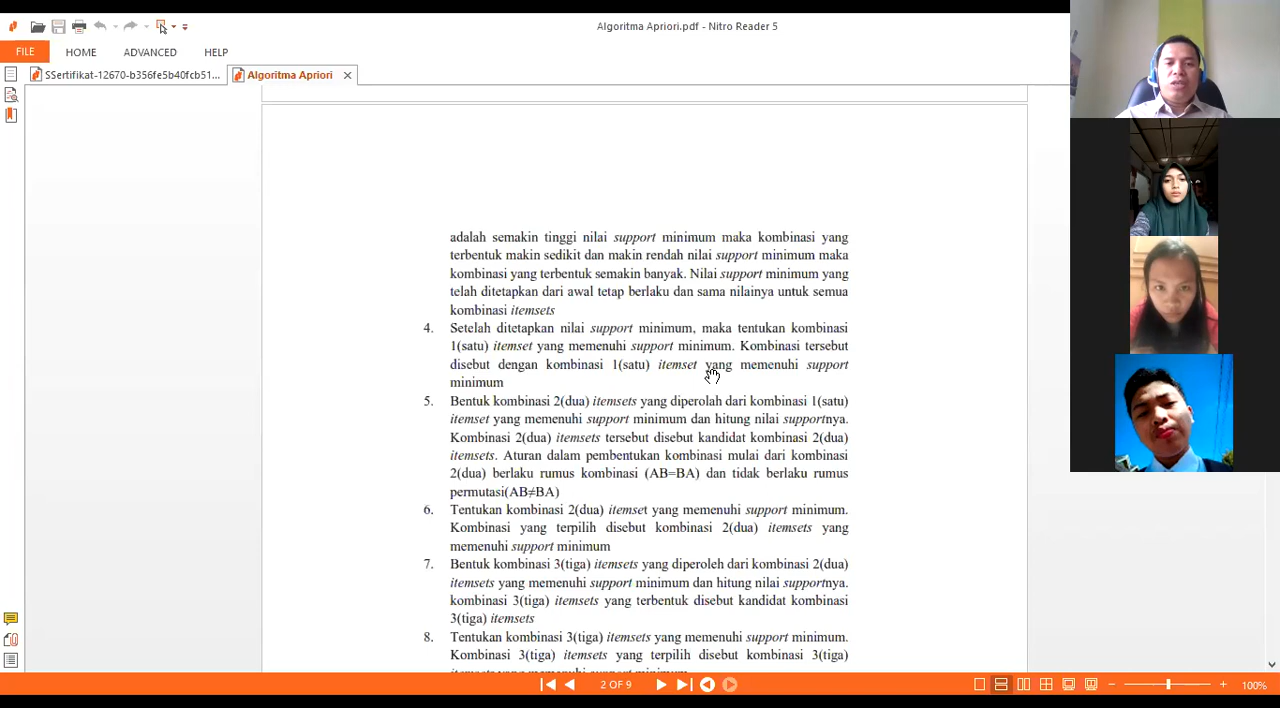 Algoritma Apriori.pdf - Nitro Reader 5
FILE HOME ADVANCED HELP
SSertifikat-12670-b356fe5b40fcb51... Algoritma Apriori
adalah semakin tinggi nilai support minimum maka kombinasi yang
terbentuk makin sedikit dan makin rendah nilai support minimum maka
kombinasi yang terbentuk semakin banyak. Nilai support minimum yang
telah ditetapkan dari awal tetap berlaku dan sama nilainya untuk semua
kombinasi itemsets
4. Setelah ditetapkan nilai support minimum, maka tentukan kombinasi
1(satu) itemset yang memenuhi support minimum. Kombinasi tersebut
disebut dengan kombinasi 1(satu) itemset yang memenuhi support
minimum
5. Bentuk kombinasi 2(dua) itemsets yang diperolah dari kombinasi 1(satu)
itemset yang memenuhi support minimum dan hitung nilai supportnya.
Kombinasi 2(dua) itemsets tersebut disebut kandidat kombinasi 2(dua)
itemsets. Aturan dalam pembentukan kombinasi mulai dari kombinasi
2(dua) berlaku rumus kombinasi (AB=BA) dan tidak berlaku rumus
permutasi(AB≠BA)
6. Tentukan kombinasi 2(dua) itemset yang memenuhi support minimum.
Kombinasi yang terpilih disebut kombinasi 2(dua) itemsets yang
memenuhi support minimum
7. Bentuk kombinasi 3(tiga) itemsets yang diperoleh dari kombinasi 2(dua)
itemsets yang memenuhi support minimum dan hitung nilai supportnya.
kombinasi 3(tiga) itemsets yang terbentuk disebut kandidat kombinasi
3(tiga) itemsets
8. Tentukan kombinasi 3(tiga) itemsets yang memenuhi support minimum.
Kombinasi 3(tiga) itemsets yang terpilih disebut kombinasi 3(tiga)
itemsets yang memenuhi support minimum
2 OF 9
100%